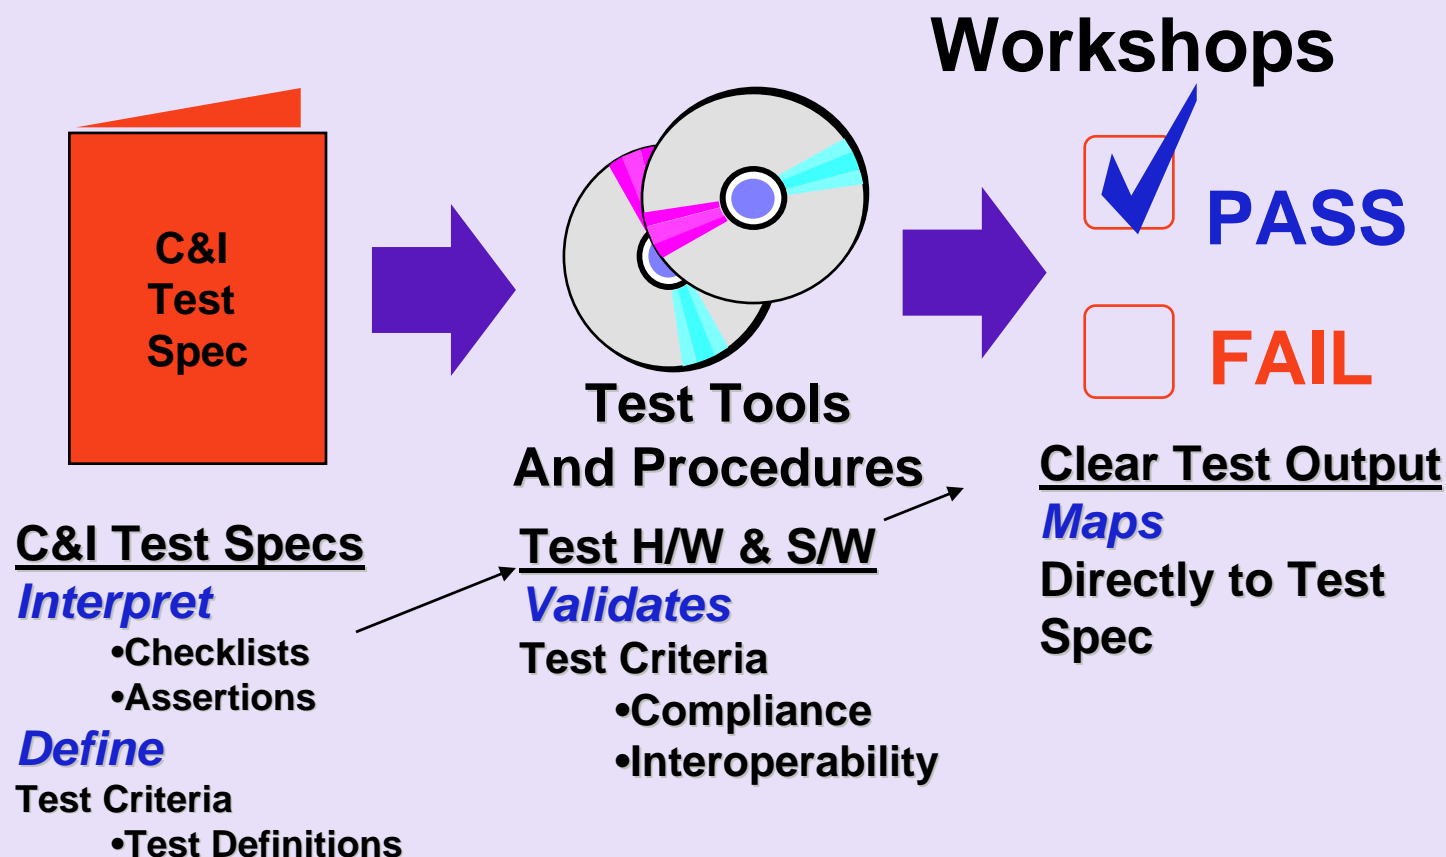 Workshops
C&I
Test
Spec
PASS
FAIL
Test Tools
And Procedures
C&I Test Specs
Interpret
•Checklists
•Assertions
Define
Test Criteria
•Test Definitions
Test H/W & S/W
Validates
Test Criteria
•Compliance
•Interoperability
Clear Test Output
Maps
Directly to Test
Spec